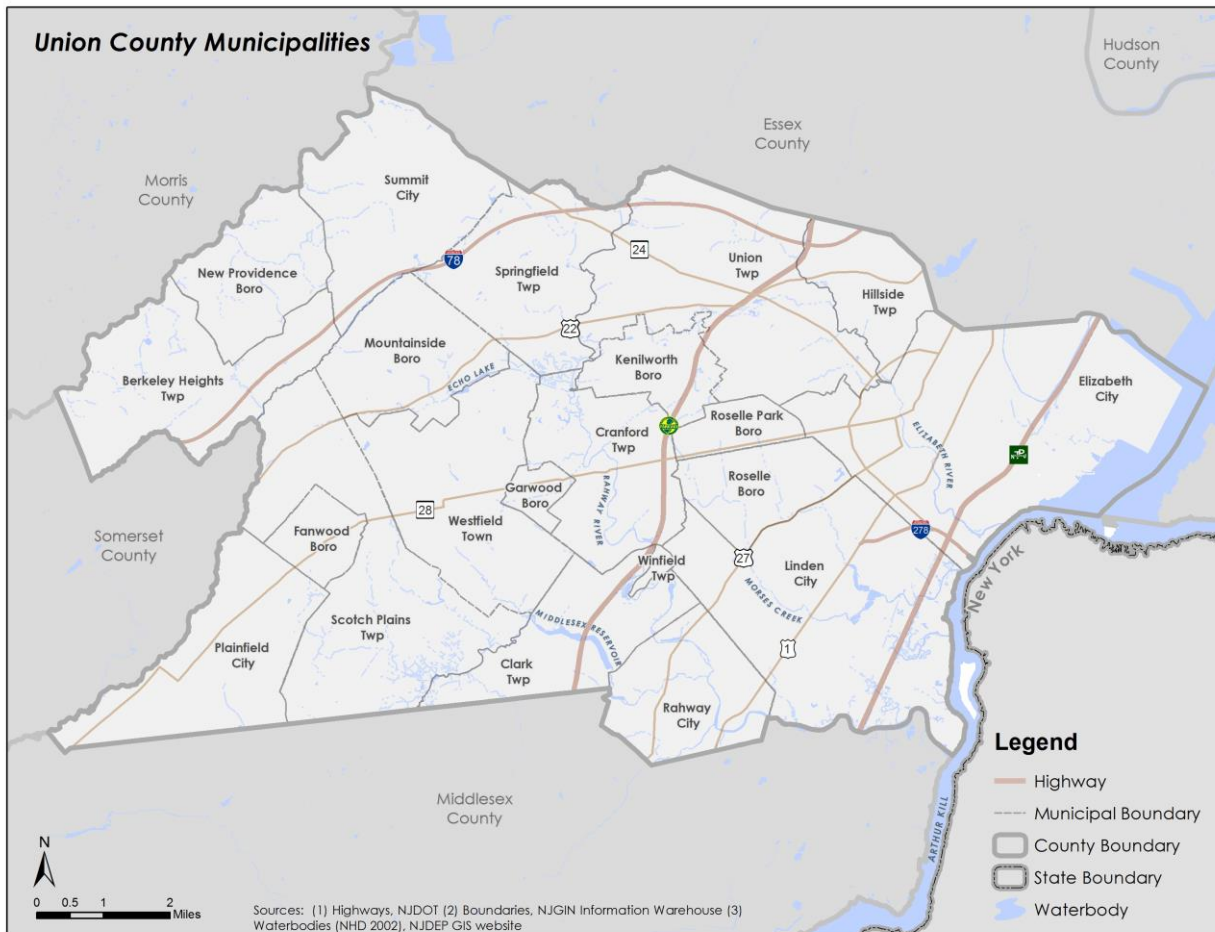 Union County Municipalities
Hudson
County
Essex
County
Morris
County
Summit
City
New Providence
Boro
78
Springfield
Twp
24
Union
Twp
Hillside
Twp
22
Mountainside
Boro
Kenilworth
Boro
Berkeley Heights
Twp
ECHO LAKE
Elizabeth
City
Roselle Park
Boro
Cranford
Twp
ELIZABETH RIVER
Roselle
Boro
Garwood
Boro
RAHWAY RIVER
28
Westfield
Town
Fanwood
Boro
Somerset
County
278
27
Winfield
Twp
Linden
City
New York
MORSES CREEK
Scotch Plains
Twp
MIDDLESEX RESERVOIR
Plainfield
City
1
Clark
Twp
Rahway
City
Middlesex
County
ARTHUR KILL
Legend
Highway
Municipal Boundary
County Boundary
State Boundary
Waterbody
N
0 0.5 1 2
Miles
Sources: (1) Highways, NJDOT (2) Boundaries, NJGIN Information Warehouse (3)
Waterbodies (NHD 2002), NJDEP GIS website